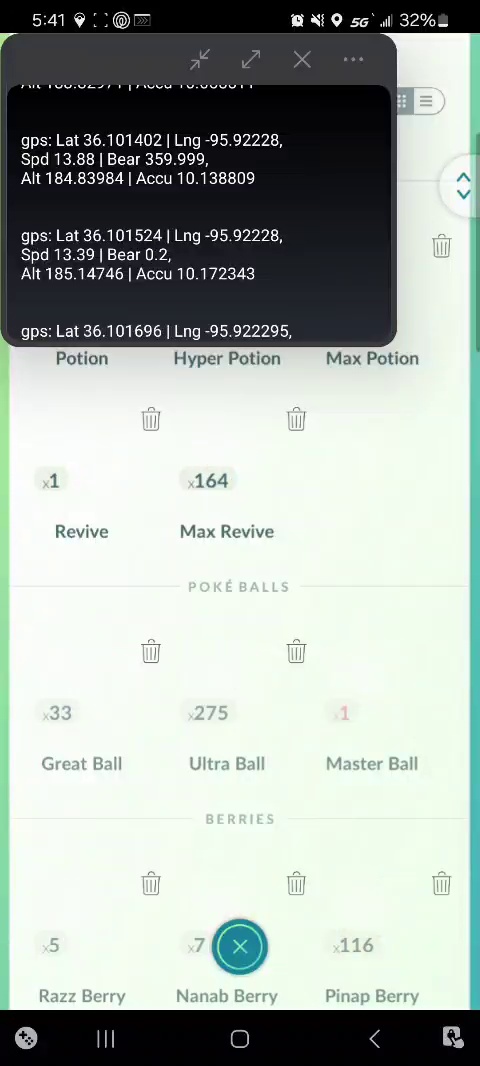 5:41
5G
32%
gps: Lat 36.101402 | Lng -95.92228,
Spd 13.88 | Bear 359.999,
Alt 184.83984 | Accu 10.138809
gps: Lat 36.101524 | Lng -95.92228,
Spd 13.39 | Bear 0.2,
Alt 185.14746 | Accu 10.172343
gps: Lat 36.101696 | Lng -95.922295,
Potion Hyper Potion Max Potion
x1 x164
Revive Max Revive
POKÉ BALLS
x33 x275 x1
Great Ball Ultra Ball Master Ball
BERRIES
x5 x7 x116
Razz Berry Nanab Berry Pinap Berry